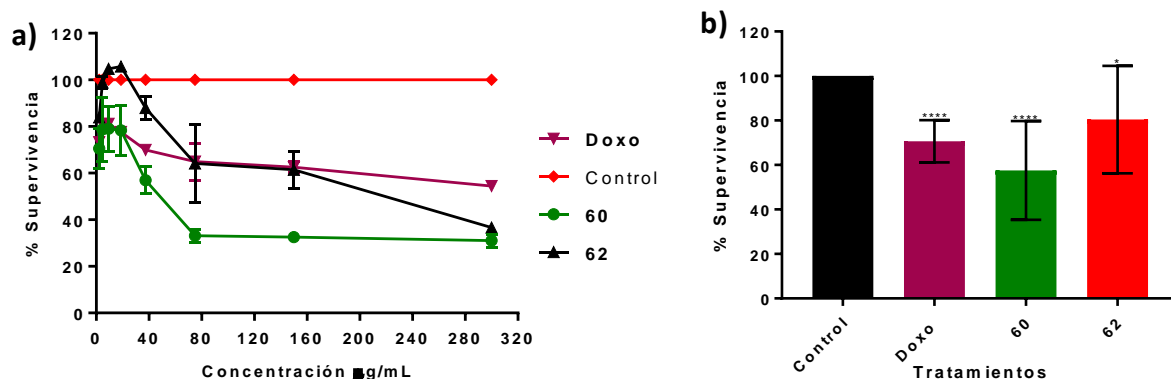 a)
% Supervivencia
120
100
80
60
40
20
0
0 40 80 120 160 200 240 280 320
Concentración g/mL
Doxo
Control
60
62
b)
% Supervivencia
120
100
80
60
40
20
0
****
****
*
Control
Doxo
60
62
Tratamientos